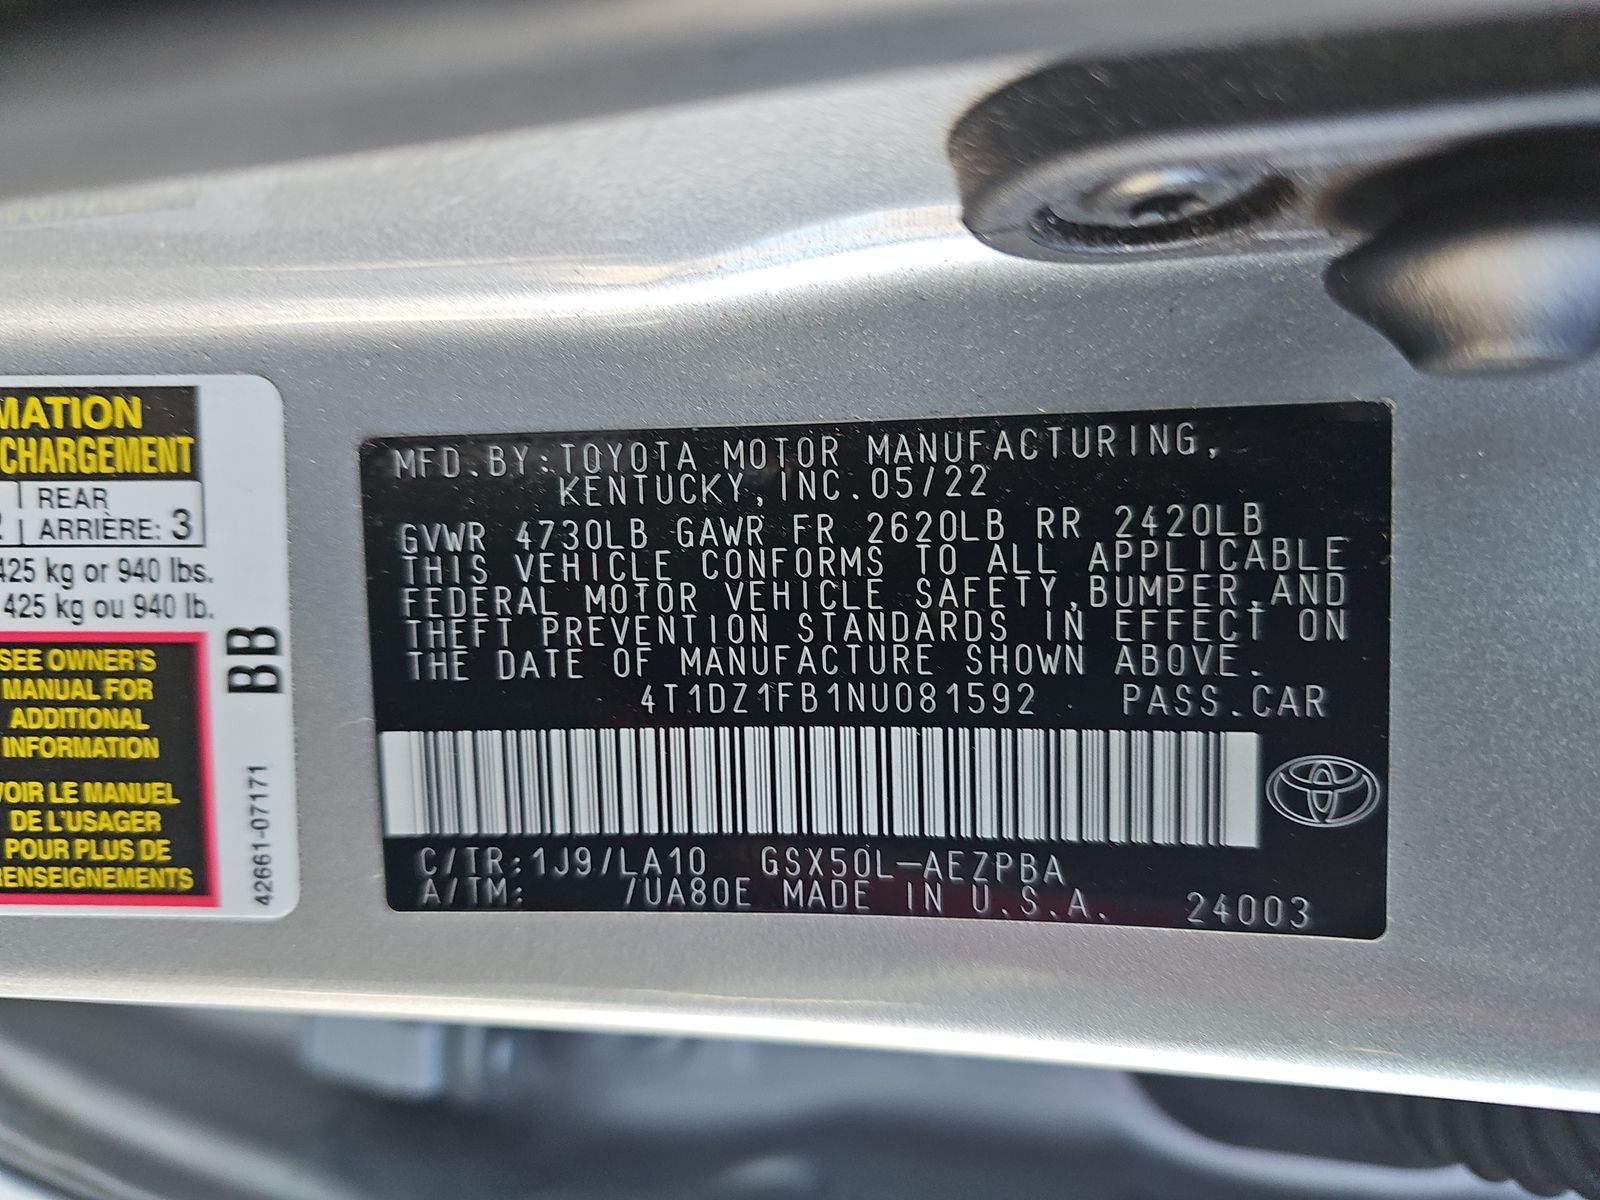 MATION
CHARGEMENT
REAR
ARRIÈRE: 3
425 kg or 940 lbs.
425 kg ou 940 lb.
SEE OWNER'S
MANUAL FOR
ADDITIONAL
INFORMATION
VOIR LE MANUEL
DE L'USAGER
POUR PLUS DE
RENSEIGNEMENTS
BB
42661-07171
MFD.BY:TOYOTA MOTOR MANUFACTURING,
KENTUCKY,INC.05/22
GVWR 4730LB GAWR FR 2620LB RR 2420LB
THIS VEHICLE CONFORMS TO ALL APPLICABLE
FEDERAL MOTOR VEHICLE SAFETY,BUMPER,AND
THEFT PREVENTION STANDARDS IN EFFECT ON
THE DATE OF MANUFACTURE SHOWN ABOVE.
4T1DZ1FB1NU081592 PASS.CAR
C/TR:1J9/LA10 GSX50L-AEZPBA
A/TM: /UA80E MADE IN U.S.A. 24003